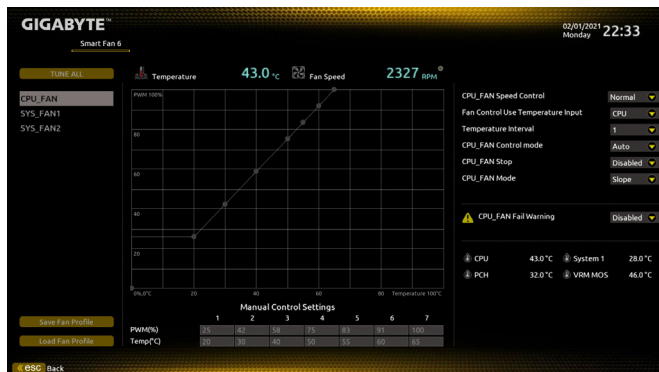 GIGABYTE™
Smart Fan 6
02/01/2021
Monday
22:33
TUNE ALL
Temperature 43.0 °C Fan Speed 2327 RPM
CPU_FAN
SYS_FAN1
SYS_FAN2
PWM 100%
80
60
40
20
0%,0°C 20 40 60 80 Temperature 100°C
CPU_FAN Speed Control Normal
Fan Control Use Temperature Input CPU
Temperature Interval 1
CPU_FAN Control mode Auto
CPU_FAN Stop Disabled
CPU_FAN Mode Slope
CPU_FAN Fail Warning Disabled
CPU 43.0°C System 1 28.0°C
PCH 32.0°C VRM MOS 46.0°C
Manual Control Settings
1 2 3 4 5 6 7
PWM(%) 25 42 58 75 83 91 100
Temp(°C) 20 30 40 50 55 60 65
Save Fan Profile
Load Fan Profile
esc Back